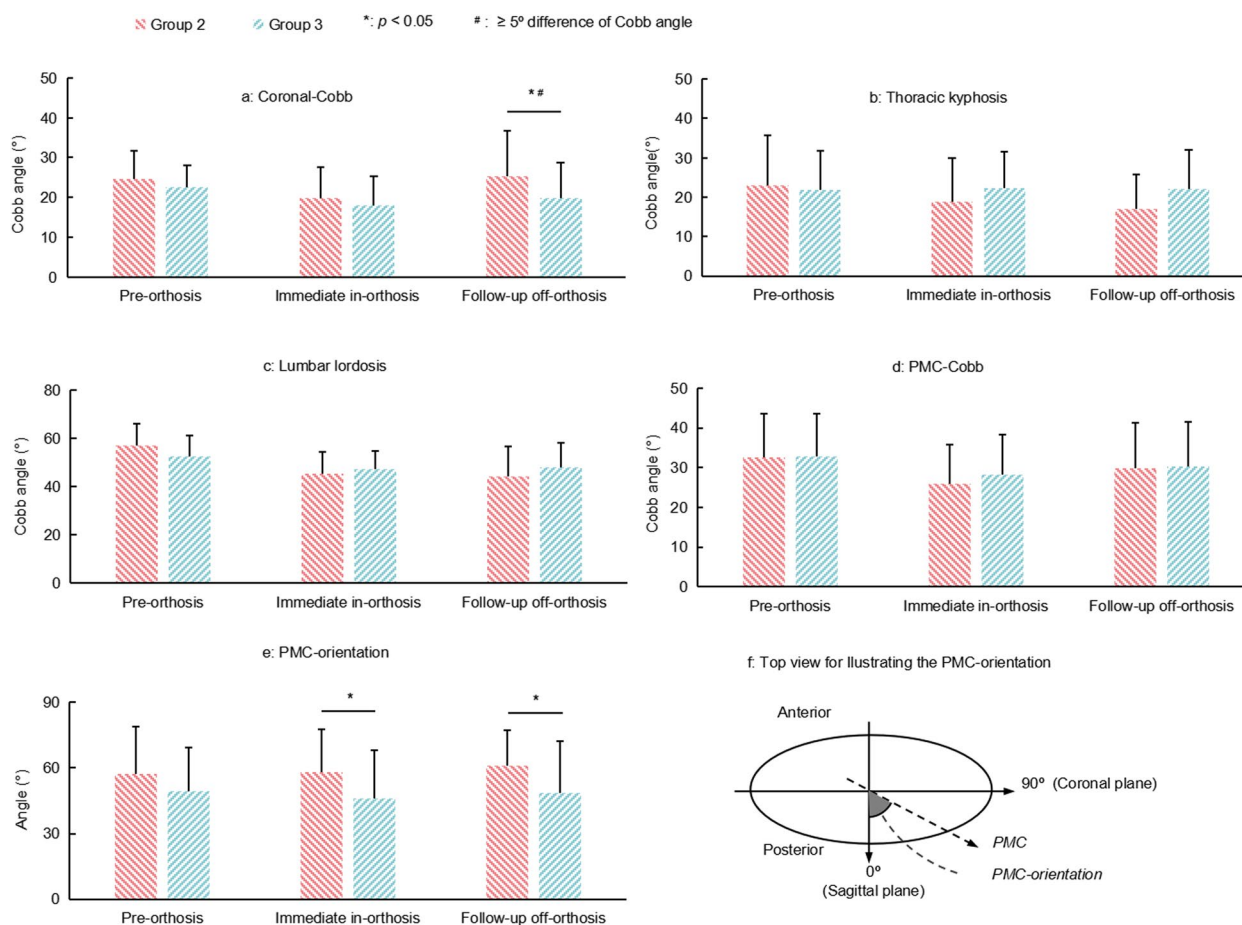 Group 2 Group 3 *: p < 0.05 #: ≥ 5º difference of Cobb angle
a: Coronal-Cobb
Cobb angle (°)
50
40
30
20
10
0
* #
Pre-orthosis Immediate in-orthosis Follow-up off-orthosis
b: Thoracic kyphosis
Cobb angle(°)
50
40
30
20
10
0
Pre-orthosis Immediate in-orthosis Follow-up off-orthosis
c: Lumbar lordosis
Cobb angle (°)
80
60
40
20
0
Pre-orthosis Immediate in-orthosis Follow-up off-orthosis
d: PMC-Cobb
Cobb angle (°)
50
40
30
20
10
0
Pre-orthosis Immediate in-orthosis Follow-up off-orthosis
e: PMC-orientation
Angle (°)
90
60
30
0
*
*
Pre-orthosis Immediate in-orthosis Follow-up off-orthosis
f: Top view for Ilustrating the PMC-orientation
Anterior
90º (Coronal plane)
Posterior
PMC
0º
PMC-orientation
(Sagittal plane)